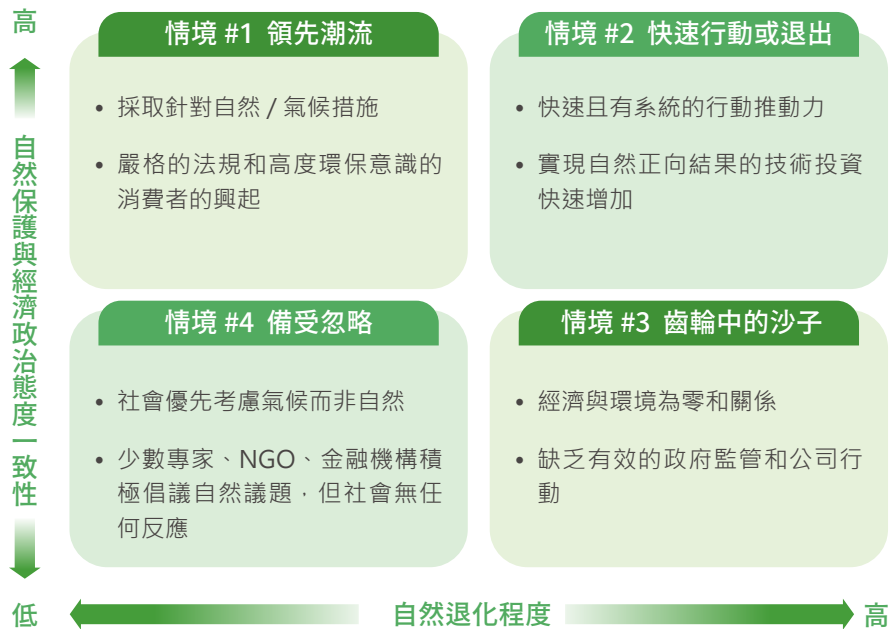 高
情境 #1 領先潮流
• 採取針對自然 / 氣候措施
• 嚴格的法規和高度環保意識的
消費者的興起
情境 #2 快速行動或退出
• 快速且有系統的行動推動力
• 實現自然正向結果的技術投資
快速增加
自然保護與經濟政治態度一致性
情境 #4 備受忽略
• 社會優先考慮氣候而非自然
• 少數專家、NGO、金融機構積
極倡議自然議題，但社會無任
何反應
情境 #3 齒輪中的沙子
• 經濟與環境為零和關係
• 缺乏有效的政府監管和公司行
動
低
自然退化程度
高